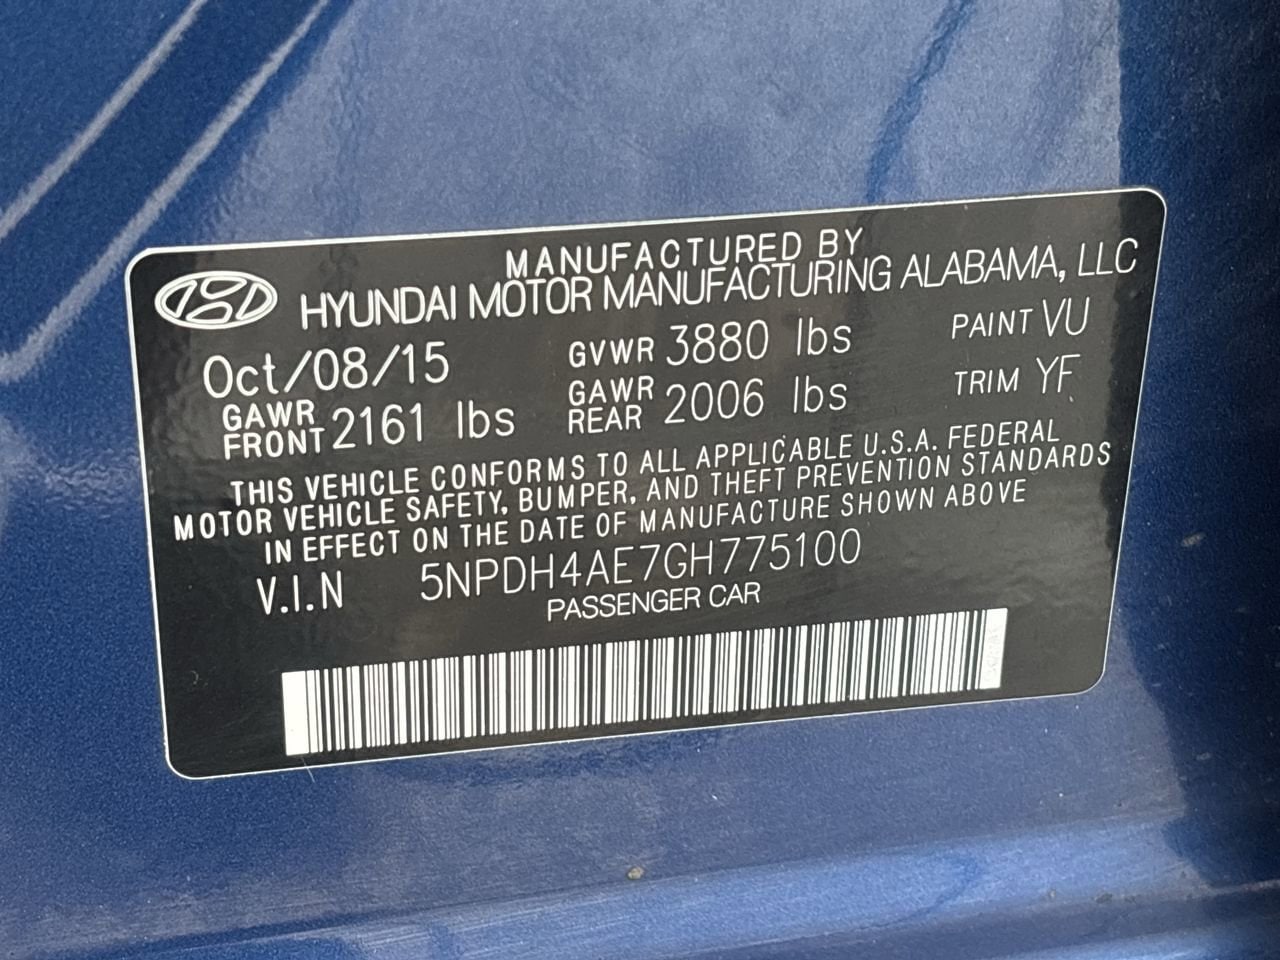 MANUFACTURED BY
HYUNDAI MOTOR MANUFACTURING ALABAMA, LLC
Oct/08/15 GVWR 3880 lbs PAINT VU
GAWR FRONT 2161 lbs GAWR REAR 2006 lbs TRIM YF
THIS VEHICLE CONFORMS TO ALL APPLICABLE U.S.A. FEDERAL
MOTOR VEHICLE SAFETY, BUMPER, AND THEFT PREVENTION STANDARDS
IN EFFECT ON THE DATE OF MANUFACTURE SHOWN ABOVE
V.I.N 5NPDH4AE7GH775100
PASSENGER CAR